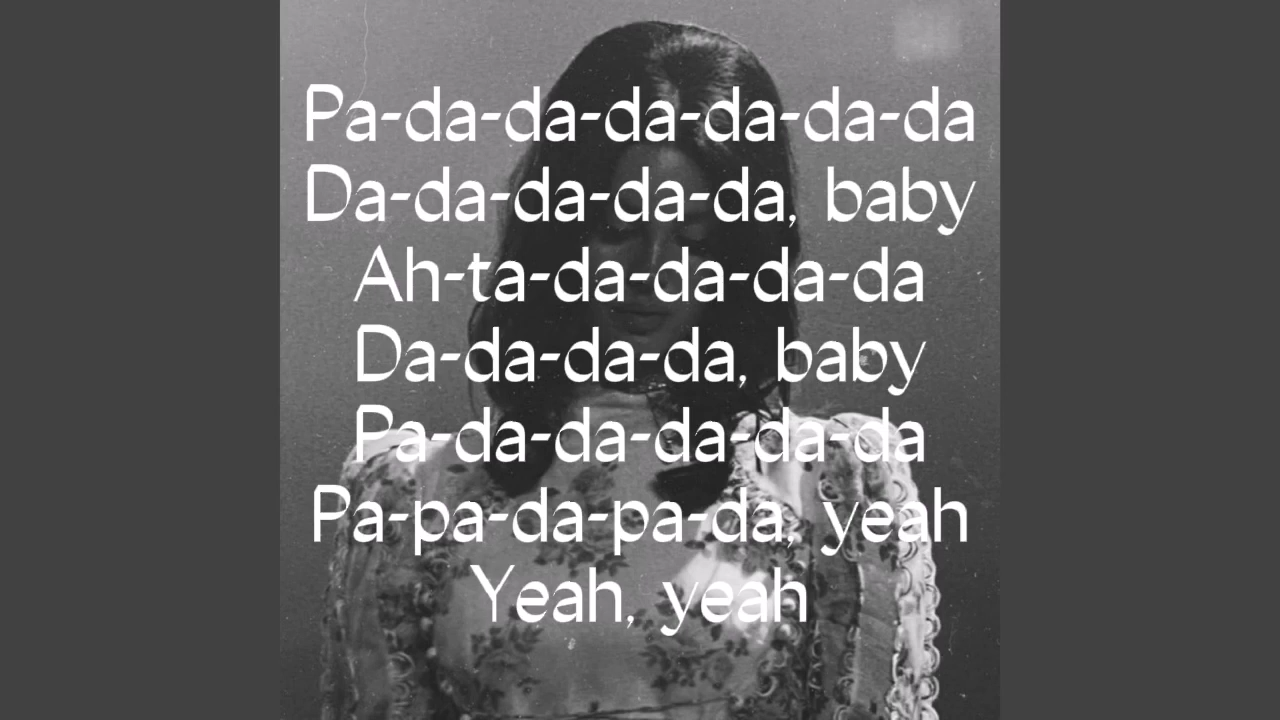 Pa-da-da-da-da-da-da
Da-da-da-da-da, baby
Ah-ta-da-da-da-da
Da-da-da-da, baby
Pa-da-da-da-da-da
Pa-pa-da-pa-da, yeah
Yeah, yeah